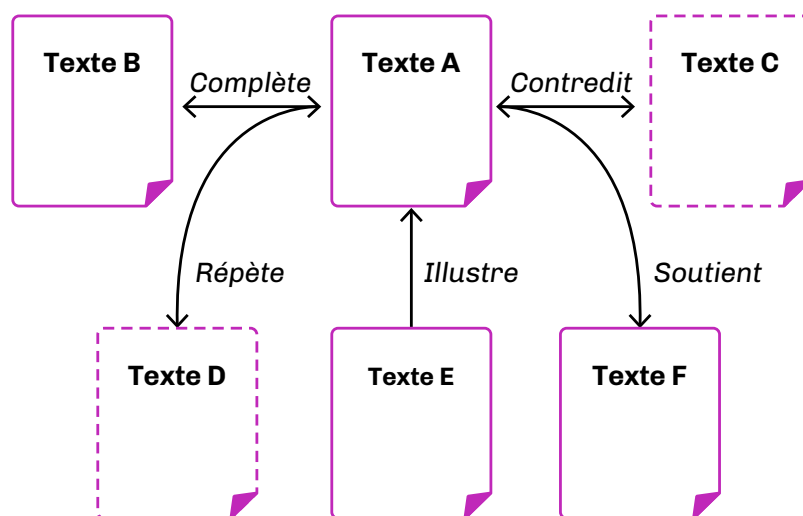 Texte B
Complète
Texte A
Contredit
Texte C
Répète
Illustre
Soutient
Texte D
Texte E
Texte F